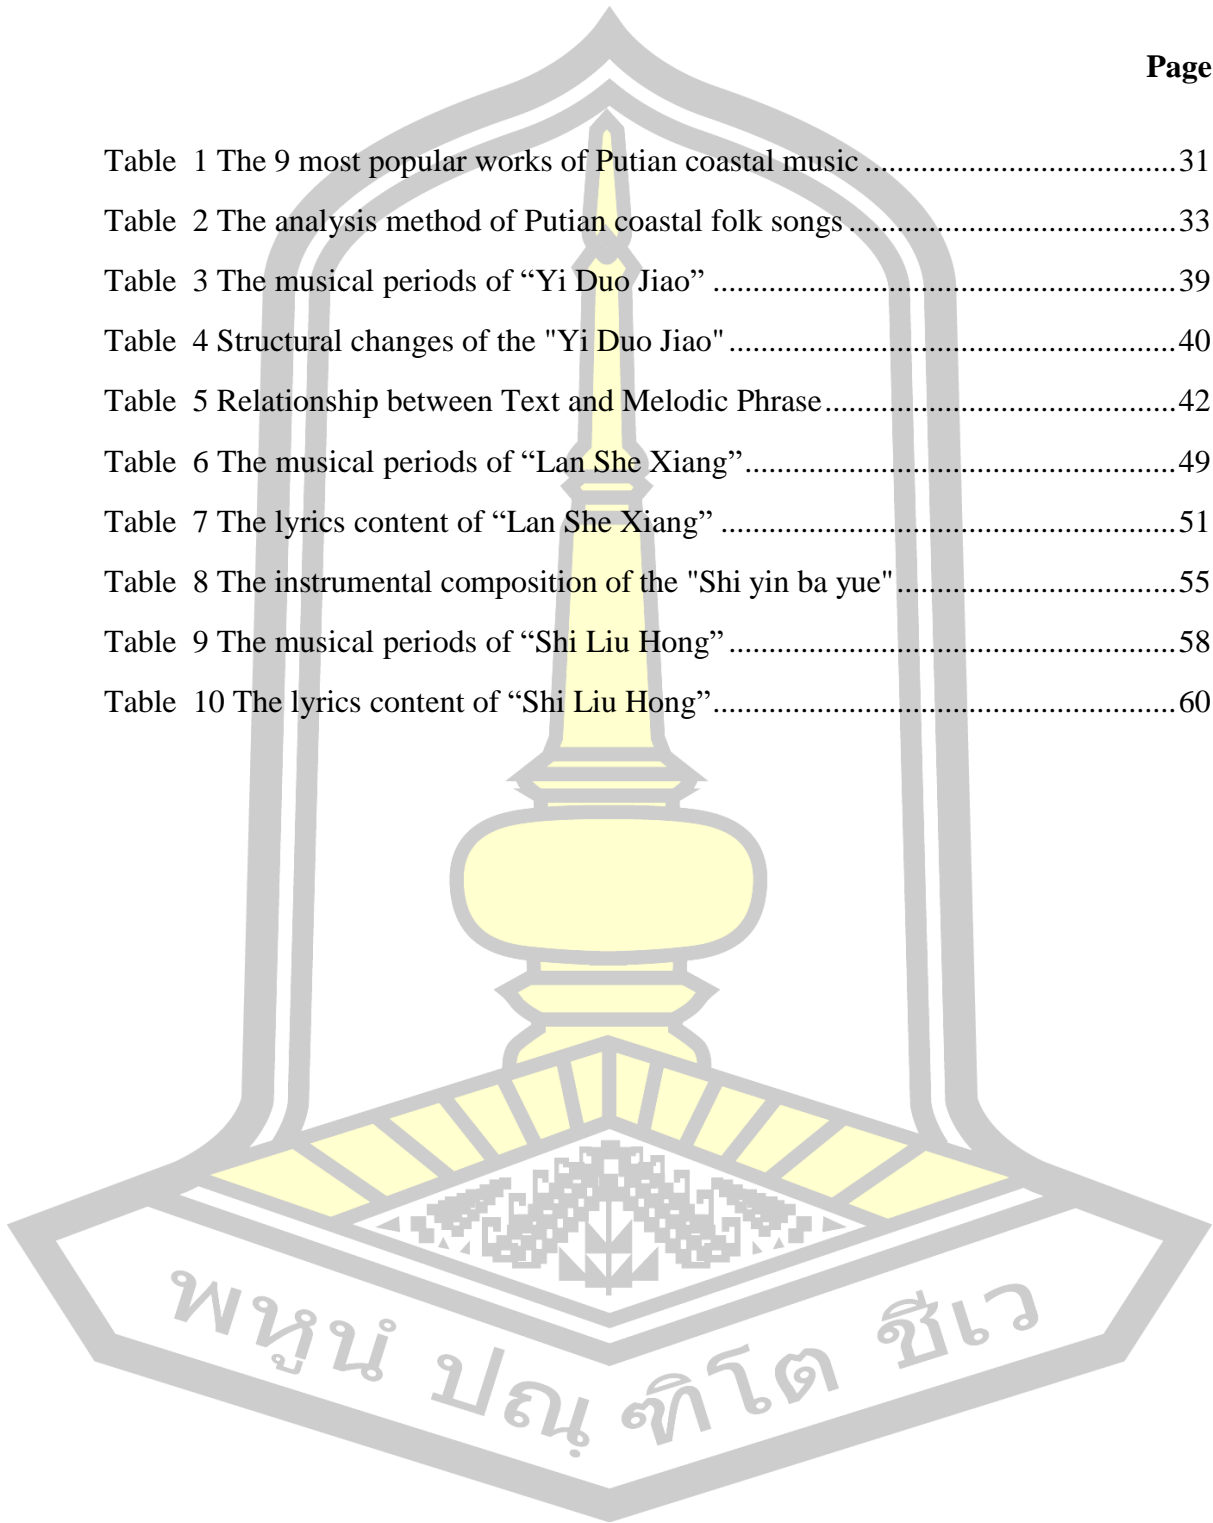 Page
Table 1 The 9 most popular works of Putian coastal music ........................................31
Table 2 The analysis method of Putian coastal folk songs ..........................................33
Table 3 The musical periods of “Yi Duo Jiao” ..........................................................39
Table 4 Structural changes of the "Yi Duo Jiao" ........................................................40
Table 5 Relationship between Text and Melodic Phrase .............................................42
Table 6 The musical periods of “Lan She Xiang” .......................................................49
Table 7 The lyrics content of “Lan She Xiang” ..........................................................51
Table 8 The instrumental composition of the "Shi yin ba yue" ...................................55
Table 9 The musical periods of “Shi Liu Hong” .........................................................58
Table 10 The lyrics content of “Shi Liu Hong” ..........................................................60
พหูนํ ปณฺฑิโต ชีเว